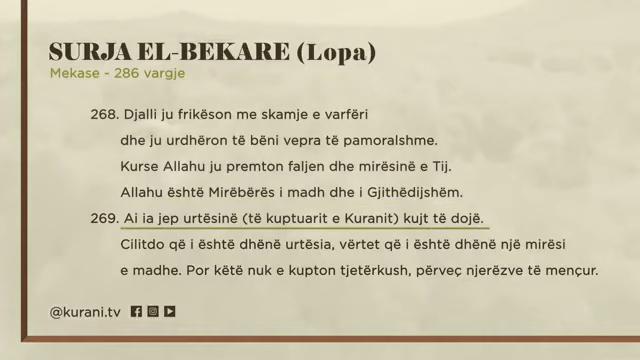 SURJA EL-BEKARE (Lopa)
Mekase - 286 vargje
268. Djalli ju frikëson me skamje e varfëri
dhe ju urdhëron të bëni vepra të pamoralshme.
Kurse Allahu ju premton faljen dhe mirësinë e Tij.
Allahu është Mirëbërës i madh dhe i Gjithëdijshëm.
269. Ai ia jep urtësinë (të kuptuarit e Kuranit) kujt të dojë.
Cilitdo që i është dhënë urtësia, vërtet që i është dhënë një mirësi
e madhe. Por këtë nuk e kupton tjetërkush, përveç njerëzve të mençur.
@kurani.tv